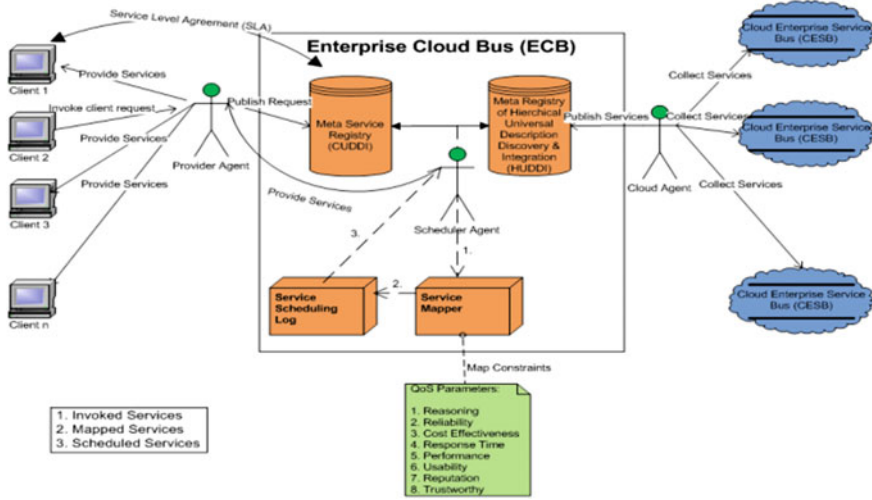 Service Level Agreement (SLA)
Enterprise Cloud Bus (ECB)
Cloud Enterprise Service
Bus (CESB)
Client 1
Provide Services
Collect Services
Invoke client request
Client 2
Publish Request
Meta Service
Registry
(CUDDI)
Meta Registry
of Hierchical
Universal
Description
Discovery &
Integration
(HUDDI)
Publish Services
Collect Services
Cloud Enterprise Service
Bus (CESB)
Provide Services
Provider Agent
Cloud Agent
Provide Services
Client 3
Provide Services
Collect Services
Scheduler Agent
3.
1.
Client n
Service
Scheduling
Log
2.
Service
Mapper
Cloud Enterprise Service
Bus (CESB)
Map Constraints
QoS Parameters:
1. Reasoning
2. Reliability
3. Cost Effectiveness
4. Response Time
5. Performance
6. Usability
7. Reputation
8. Trustworthy
1. Invoked Services
2. Mapped Services
3. Scheduled Services